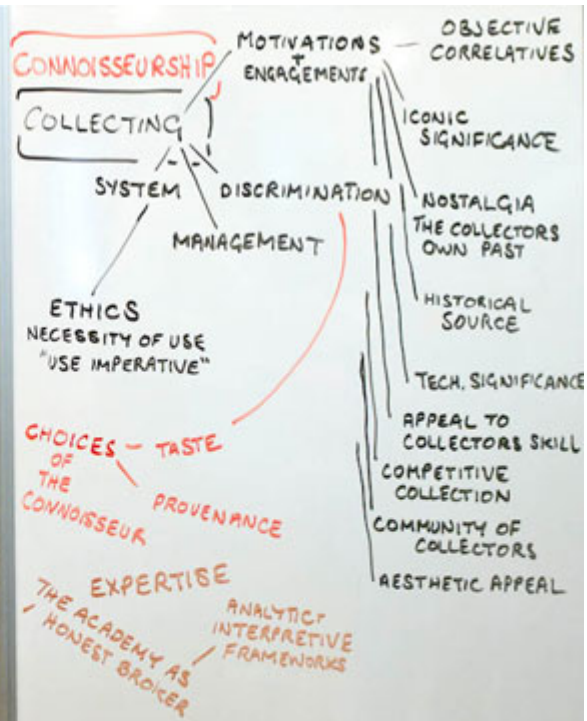 CONNOISSEURSHIP
COLLECTING
SYSTEM
DISCRIMINATION
MANAGEMENT
ETHICS
NECESSITY OF USE
"USE IMPERATIVE"
MOTIVATIONS
+
ENGAGEMENTS
OBJECTIVE
CORRELATIVES
ICONIC
SIGNIFICANCE
NOSTALGIA
THE COLLECTORS
OWN PAST
HISTORICAL
SOURCE
TECH. SIGNIFICANCE
APPEAL TO
COLLECTORS SKILL
COMPETITIVE
COLLECTION
COMMUNITY OF
COLLECTORS
AESTHETIC APPEAL
CHOICES
OF
THE
CONNOISSEUR
TASTE
PROVENANCE
EXPERTISE
THE ACADEMY AS
HONEST BROKER
ANALYTIC+
INTERPRETIVE
FRAMEWORKS